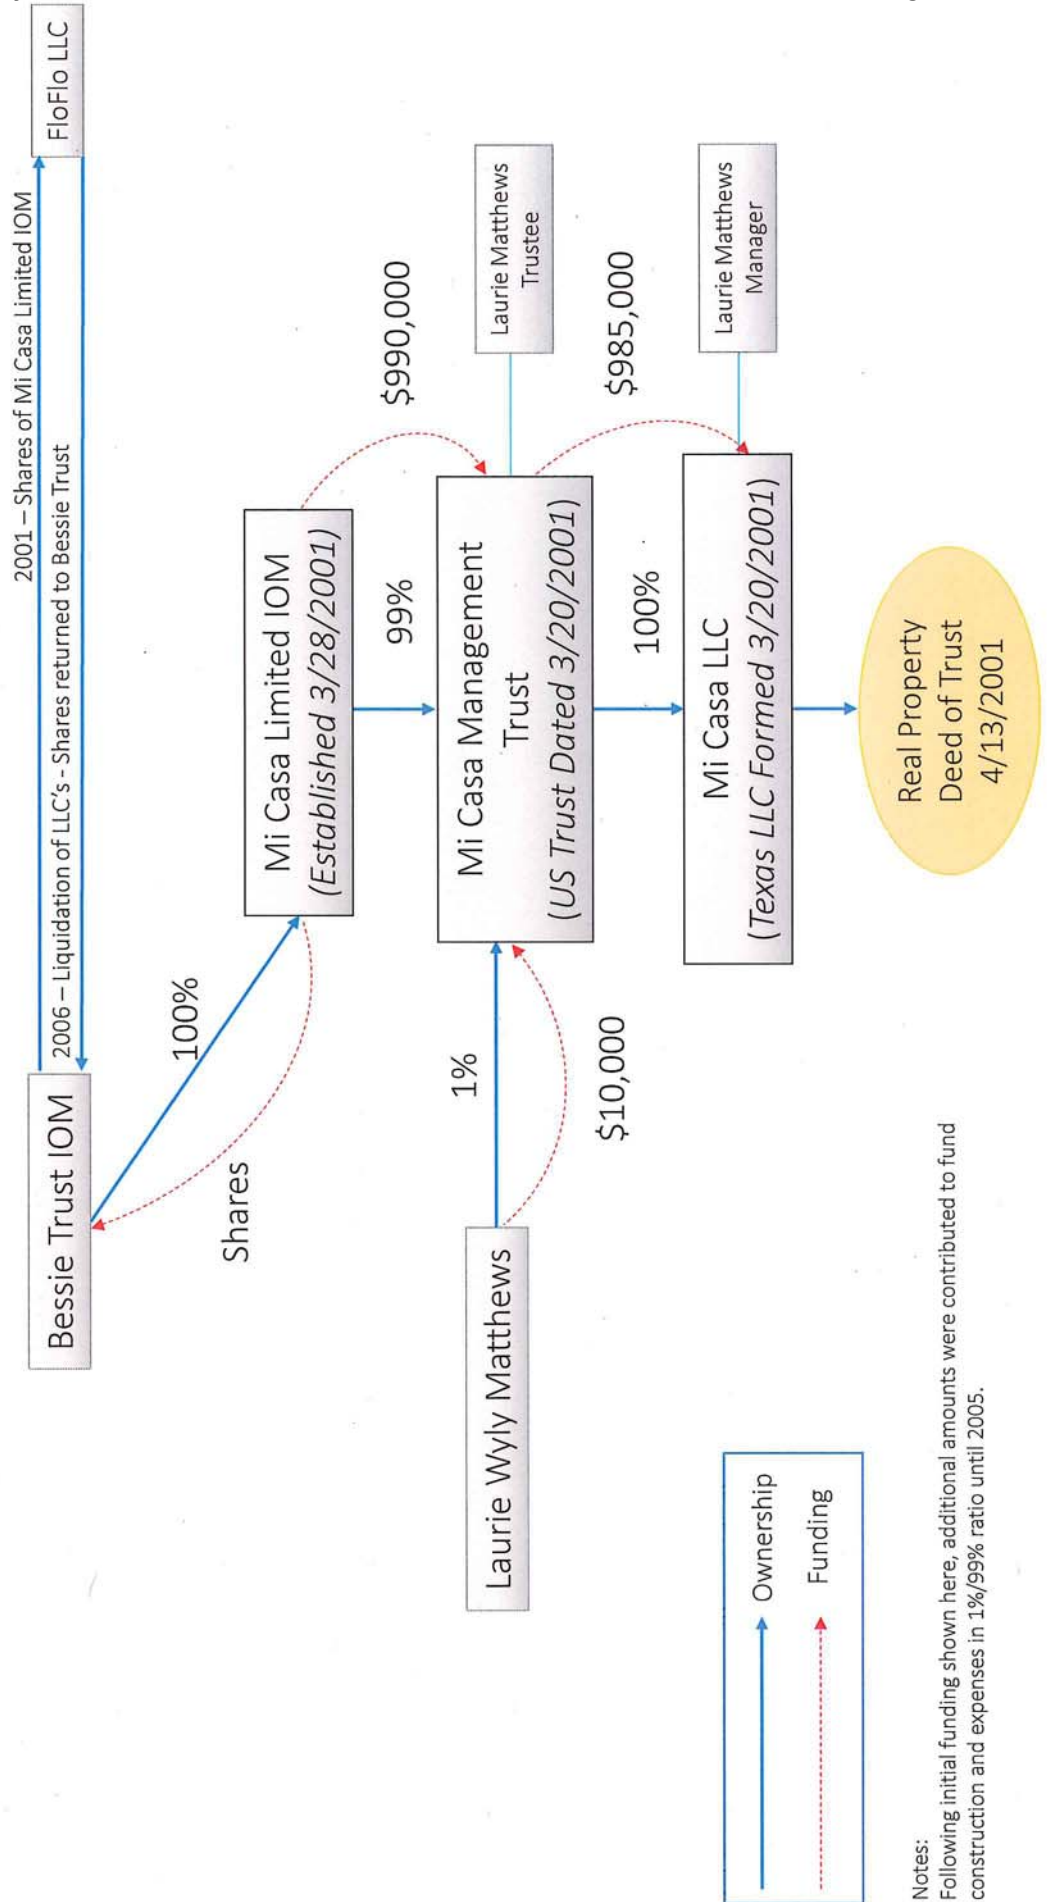 2001 – Shares of Mi Casa Limited IOM
Bessie Trust IOM
FloFlo LLC
2006 – Liquidation of LLC's - Shares returned to Bessie Trust
100%
Shares
Mi Casa Limited IOM
(Established 3/28/2001)
$990,000
99%
Laurie Wyly Matthews
1%
$10,000
Mi Casa Management
Trust
(US Trust Dated 3/20/2001)
Laurie Matthews
Trustee
$985,000
100%
Mi Casa LLC
(Texas LLC Formed 3/20/2001)
Laurie Matthews
Manager
Real Property
Deed of Trust
4/13/2001
Ownership
Funding
Notes:
Following initial funding shown here, additional amounts were contributed to fund
construction and expenses in 1%/99% ratio until 2005.